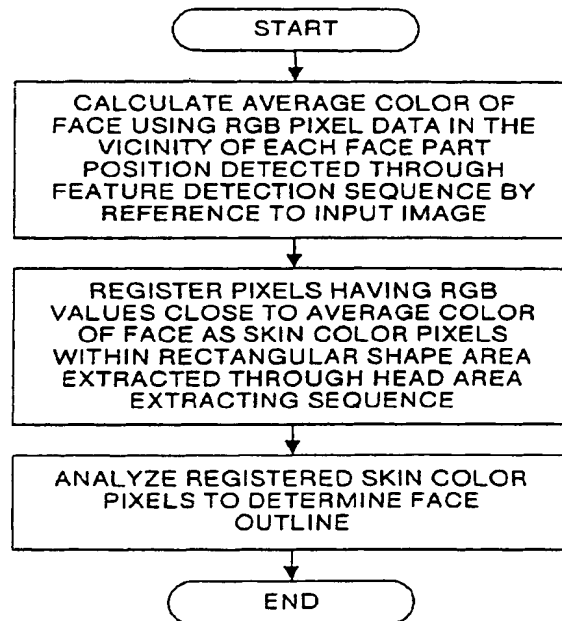 START
CALCULATE AVERAGE COLOR OF
FACE USING RGB PIXEL DATA IN THE
VICINITY OF EACH FACE PART
POSITION DETECTED THROUGH
FEATURE DETECTION SEQUENCE BY
REFERENCE TO INPUT IMAGE
REGISTER PIXELS HAVING RGB
VALUES CLOSE TO AVERAGE COLOR
OF FACE AS SKIN COLOR PIXELS
WITHIN RECTANGULAR SHAPE AREA
EXTRACTED THROUGH HEAD AREA
EXTRACTING SEQUENCE
ANALYZE REGISTERED SKIN COLOR
PIXELS TO DETERMINE FACE
OUTLINE
END